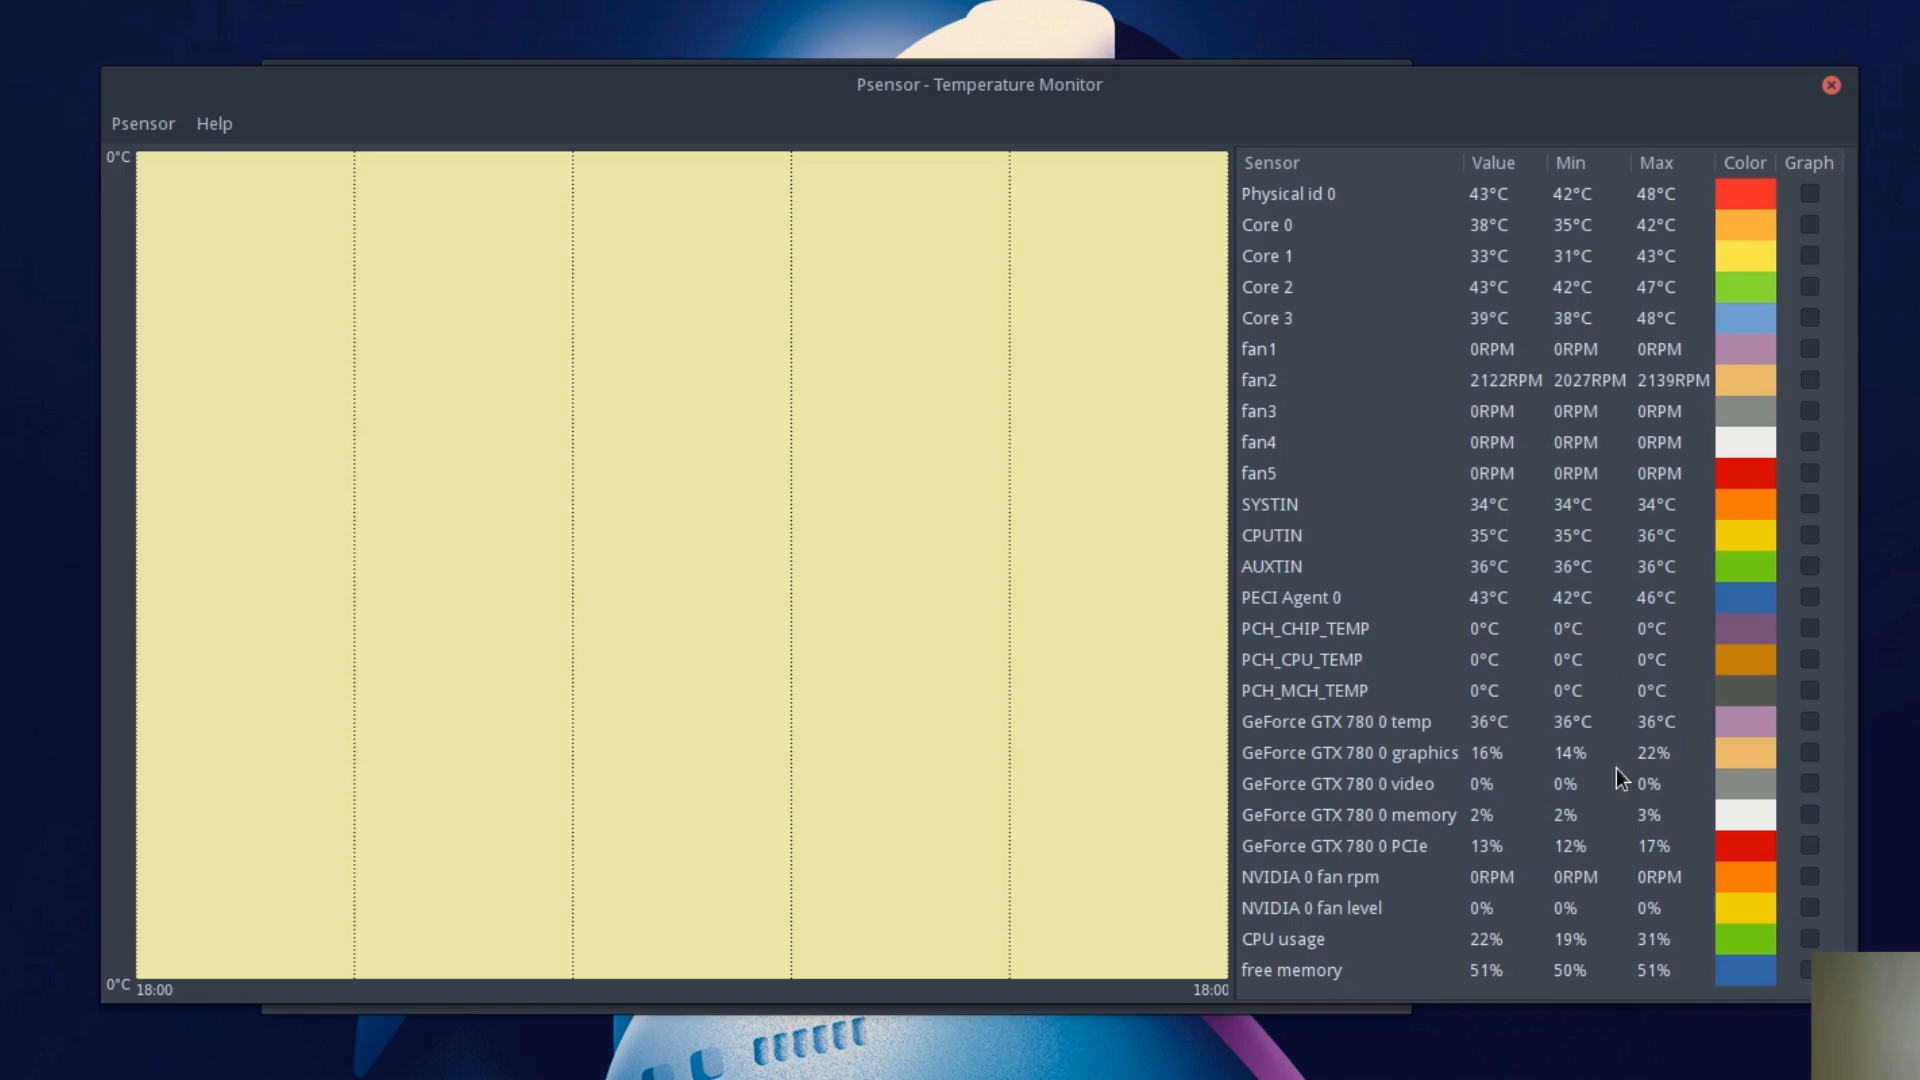 Psensor - Temperature Monitor
Psensor Help
0°C
0°C
18:00 18:00
Sensor Value Min Max Color Graph
Physical id 0 43°C 42°C 48°C
Core 0 38°C 35°C 42°C
Core 1 33°C 31°C 43°C
Core 2 43°C 42°C 47°C
Core 3 39°C 38°C 48°C
fan1 0RPM 0RPM 0RPM
fan2 2122RPM 2027RPM 2139RPM
fan3 0RPM 0RPM 0RPM
fan4 0RPM 0RPM 0RPM
fan5 0RPM 0RPM 0RPM
SYSTIN 34°C 34°C 34°C
CPUTIN 35°C 35°C 36°C
AUXTIN 36°C 36°C 36°C
PECI Agent 0 43°C 42°C 46°C
PCH_CHIP_TEMP 0°C 0°C 0°C
PCH_CPU_TEMP 0°C 0°C 0°C
PCH_MCH_TEMP 0°C 0°C 0°C
GeForce GTX 780 0 temp 36°C 36°C 36°C
GeForce GTX 780 0 graphics 16% 14% 22%
GeForce GTX 780 0 video 0% 0% 0%
GeForce GTX 780 0 memory 2% 2% 3%
GeForce GTX 780 0 PCIe 13% 12% 17%
NVIDIA 0 fan rpm 0RPM 0RPM 0RPM
NVIDIA 0 fan level 0% 0% 0%
CPU usage 22% 19% 31%
free memory 51% 50% 51%